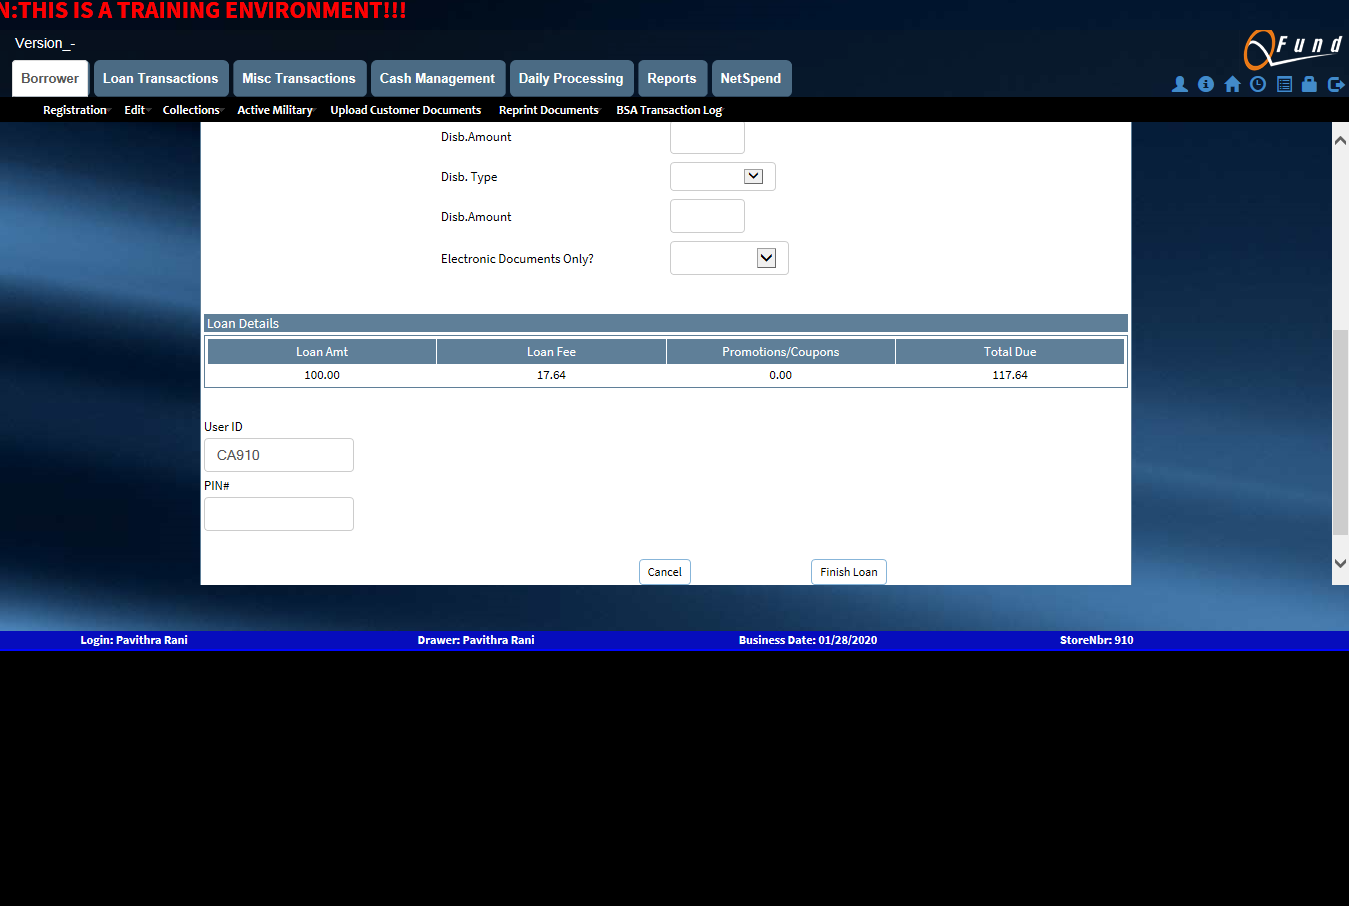 N:THIS IS A TRAINING ENVIRONMENT!!!
Version_-
Fund
Borrower Loan Transactions Misc Transactions Cash Management Daily Processing Reports NetSpend
Registration Edit Collections Active Military Upload Customer Documents Reprint Documents BSA Transaction Log
Disb.Amount
Disb. Type
Disb.Amount
Electronic Documents Only?
Loan Details
Loan Amt Loan Fee Promotions/Coupons Total Due
100.00 17.64 0.00 117.64
User ID
CA910
PIN#
Cancel Finish Loan
Login: Pavithra Rani Drawer: Pavithra Rani Business Date: 01/28/2020 StoreNbr: 910